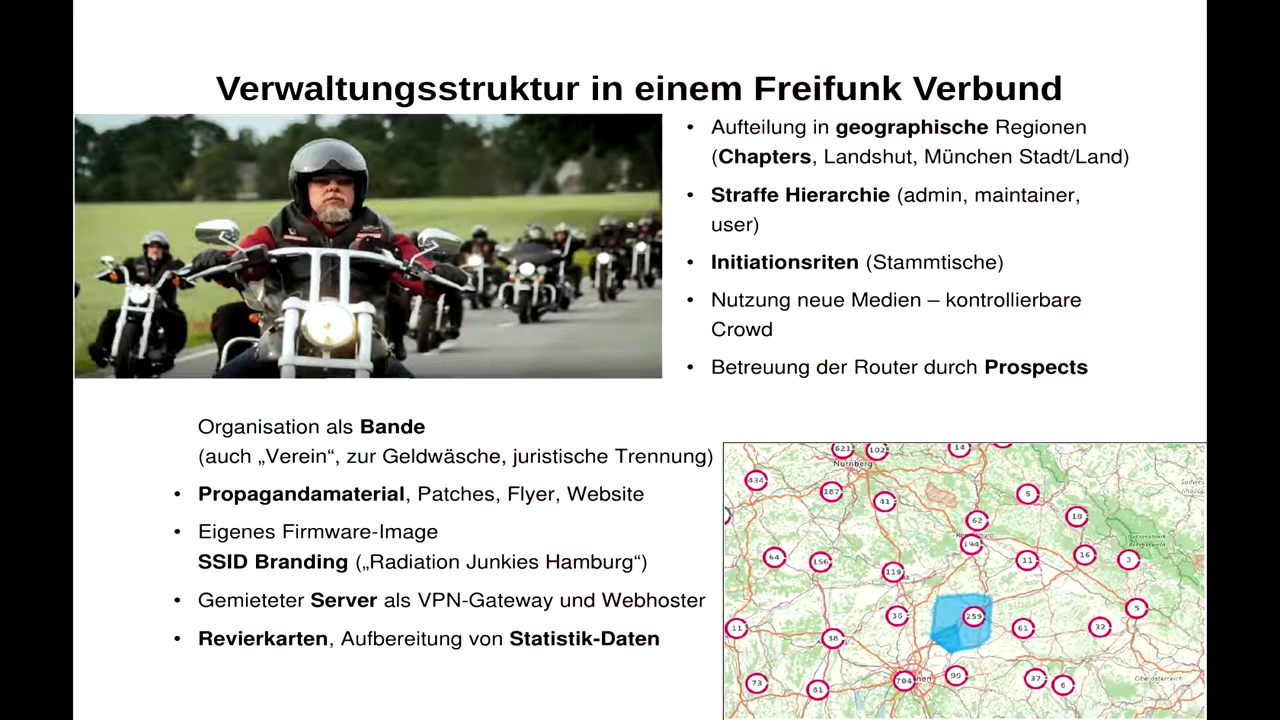 Verwaltungsstruktur in einem Freifunk Verbund
• Aufteilung in geographische Regionen
(Chapters, Landshut, München Stadt/Land)
• Straffe Hierarchie (admin, maintainer,
user)
• Initiationsriten (Stammtische)
• Nutzung neue Medien – kontrollierbare
Crowd
• Betreuung der Router durch Prospects
Organisation als Bande
(auch „Verein“, zur Geldwäsche, juristische Trennung)
• Propagandamaterial, Patches, Flyer, Website
• Eigenes Firmware-Image
SSID Branding („Radiation Junkies Hamburg“)
• Gemieteter Server als VPN-Gateway und Webhoster
• Revierkarten, Aufbereitung von Statistik-Daten
621 102 14
Nürnberg
434
187 41 5
62 18
194
64 156 119 11 16 3
36 259 5
11 38 61 32
704 99
73 81 37 6
Oberösterreich